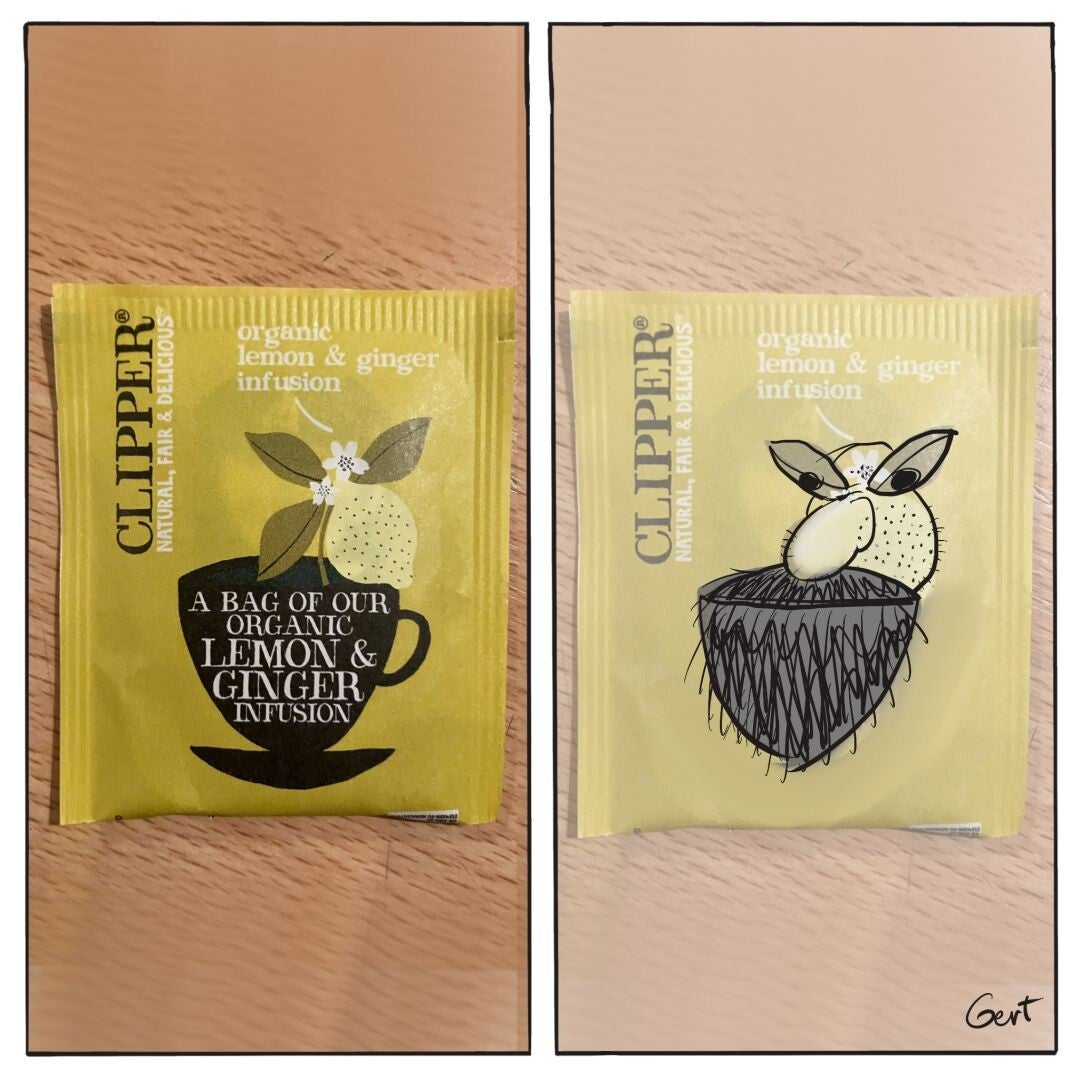 CLIPPER®
NATURAL, FAIR & DELICIOUS®
organic
lemon & ginger
infusion
A BAG OF OUR
ORGANIC
LEMON &
GINGER
INFUSION
CLIPPER®
NATURAL, FAIR & DELICIOUS®
organic
lemon & ginger
infusion
Gert